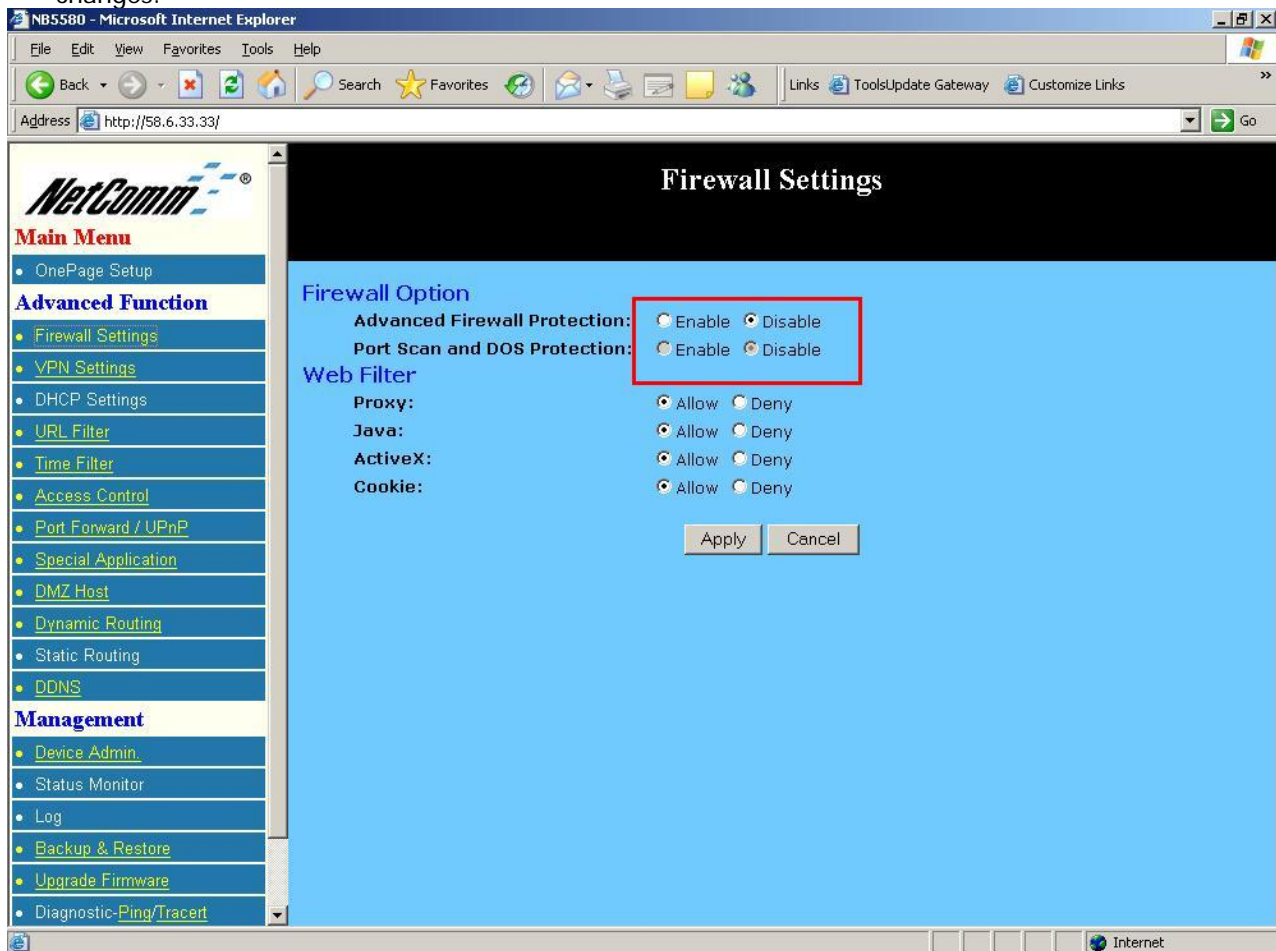 changes.
NB5580 - Microsoft Internet Explorer
File Edit View Favorites Tools Help
Back Search Favorites Links ToolsUpdate Gateway Customize Links »
Address http://58.6.33.33/ Go
NetComm ®
Main Menu
OnePage Setup
Advanced Function
Firewall Settings
VPN Settings
DHCP Settings
URL Filter
Time Filter
Access Control
Port Forward / UPnP
Special Application
DMZ Host
Dynamic Routing
Static Routing
DDNS
Management
Device Admin.
Status Monitor
Log
Backup & Restore
Upgrade Firmware
Diagnostic-Ping/Tracert
Firewall Settings
Firewall Option
Advanced Firewall Protection: Enable Disable
Port Scan and DOS Protection: Enable Disable
Web Filter
Proxy: Allow Deny
Java: Allow Deny
ActiveX: Allow Deny
Cookie: Allow Deny
Apply Cancel
Internet